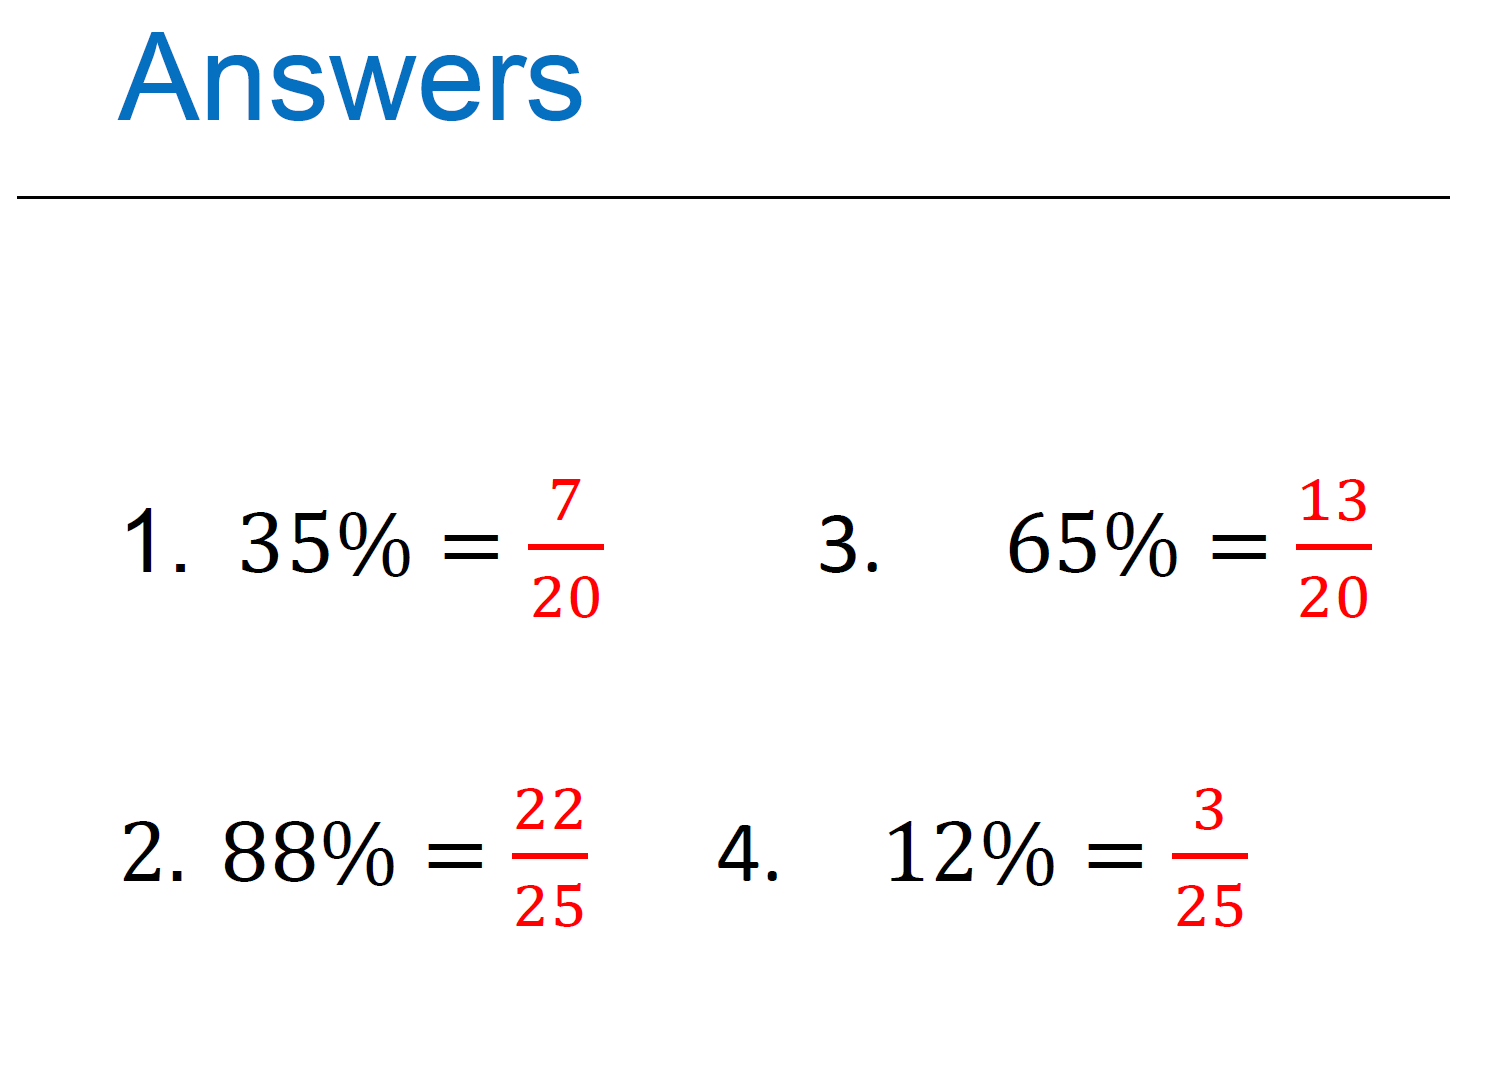 Answers
1. 35% = 7/20
3. 65% = 13/20
2. 88% = 22/25
4. 12% = 3/25